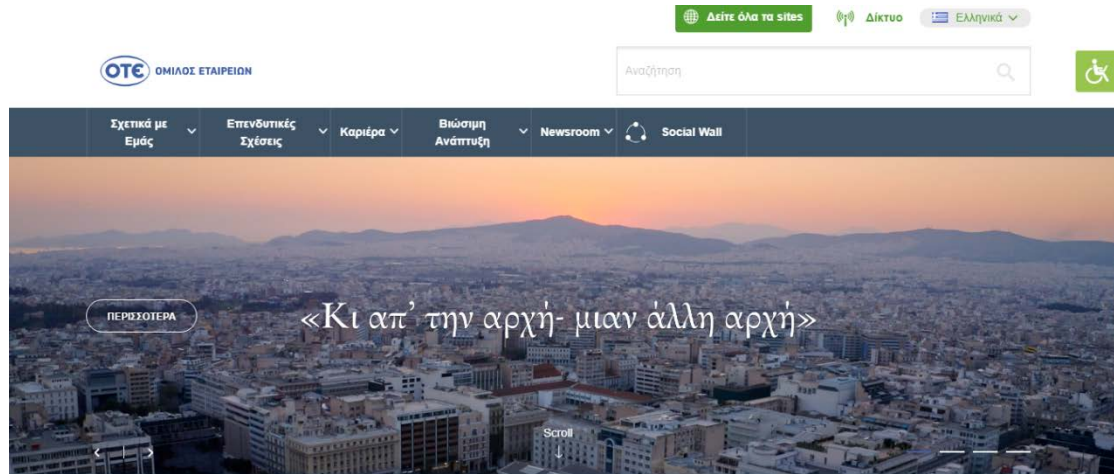 Δείτε όλα τα sites
Δίκτυο
Ελληνικά
ΟΤΕ ΟΜΙΛΟΣ ΕΤΑΙΡΕΙΩΝ
Αναζήτηση
Σχετικά με
Εμάς
Επενδυτικές
Σχέσεις
Καριέρα
Βιώσιμη
Ανάπτυξη
Newsroom
Social Wall
ΠΕΡΙΣΣΟΤΕΡΑ
«Κι απ’ την αρχή- μιαν άλλη αρχή»
Scroll